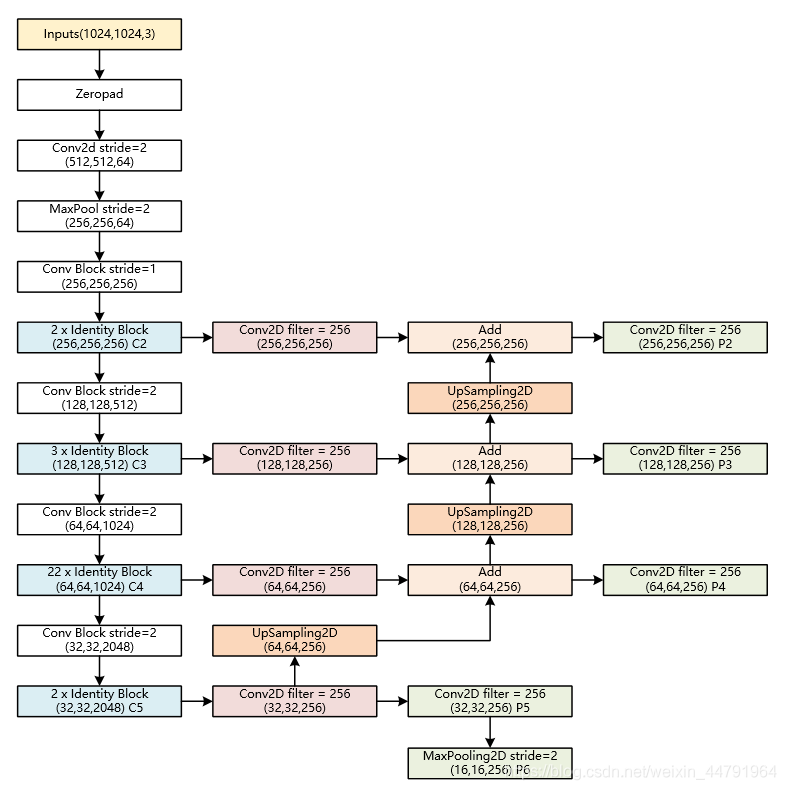 Inputs(1024,1024,3)
Zeropad
Conv2d stride=2
(512,512,64)
MaxPool stride=2
(256,256,64)
Conv Block stride=1
(256,256,256)
2 x Identity Block
(256,256,256) C2
Conv2D filter = 256
(256,256,256)
Add
(256,256,256)
Conv2D filter = 256
(256,256,256) P2
Conv Block stride=2
(128,128,512)
UpSampling2D
(256,256,256)
3 x Identity Block
(128,128,512) C3
Conv2D filter = 256
(128,128,256)
Add
(128,128,256)
Conv2D filter = 256
(128,128,256) P3
Conv Block stride=2
(64,64,1024)
UpSampling2D
(128,128,256)
22 x Identity Block
(64,64,1024) C4
Conv2D filter = 256
(64,64,256)
Add
(64,64,256)
Conv2D filter = 256
(64,64,256) P4
Conv Block stride=2
(32,32,2048)
UpSampling2D
(64,64,256)
2 x Identity Block
(32,32,2048) C5
Conv2D filter = 256
(32,32,256)
Conv2D filter = 256
(32,32,256) P5
MaxPooling2D stride=2
(16,16,256) P6
https://blog.csdn.net/weixin_44791964